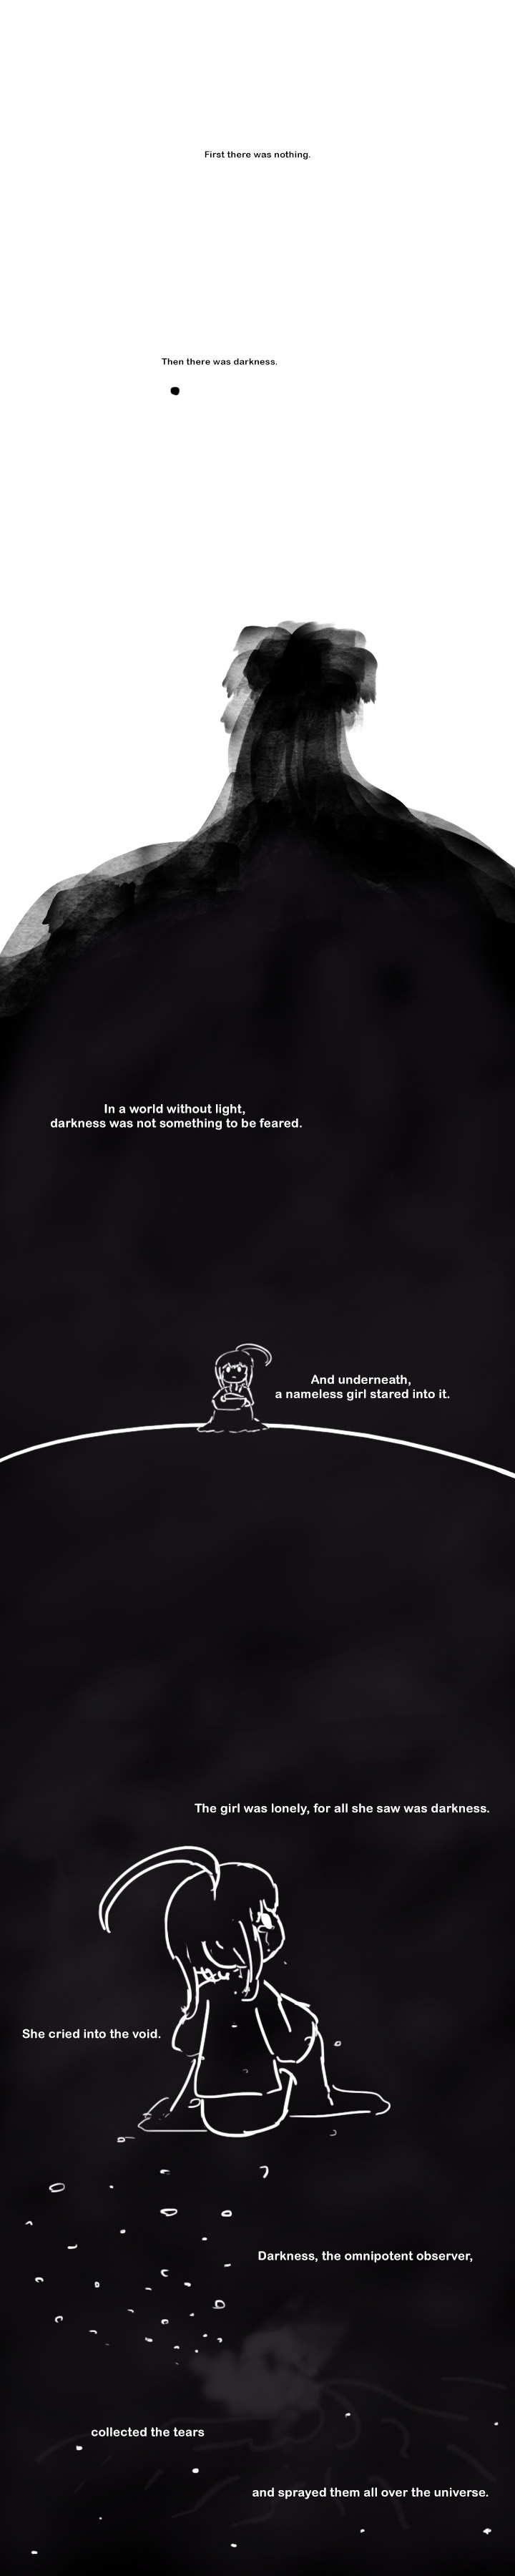 First there was nothing.
Then there was darkness.
In a world without light,
darkness was not something to be feared.
And underneath,
a nameless girl stared into it.
The girl was lonely, for all she saw was darkness.
She cried into the void.
Darkness, the omnipotent observer,
collected the tears
and sprayed them all over the universe.